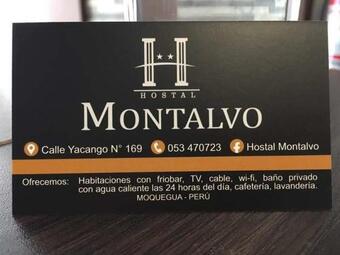 H
HOSTAL
MONTALVO
Calle Yacango N° 169 053 470723 Hostal Montalvo
Ofrecemos: Habitaciones con friobar, TV, cable, wi-fi, baño privado
con agua caliente las 24 horas del día, cafetería, lavandería.
MOQUEGUA - PERÚ